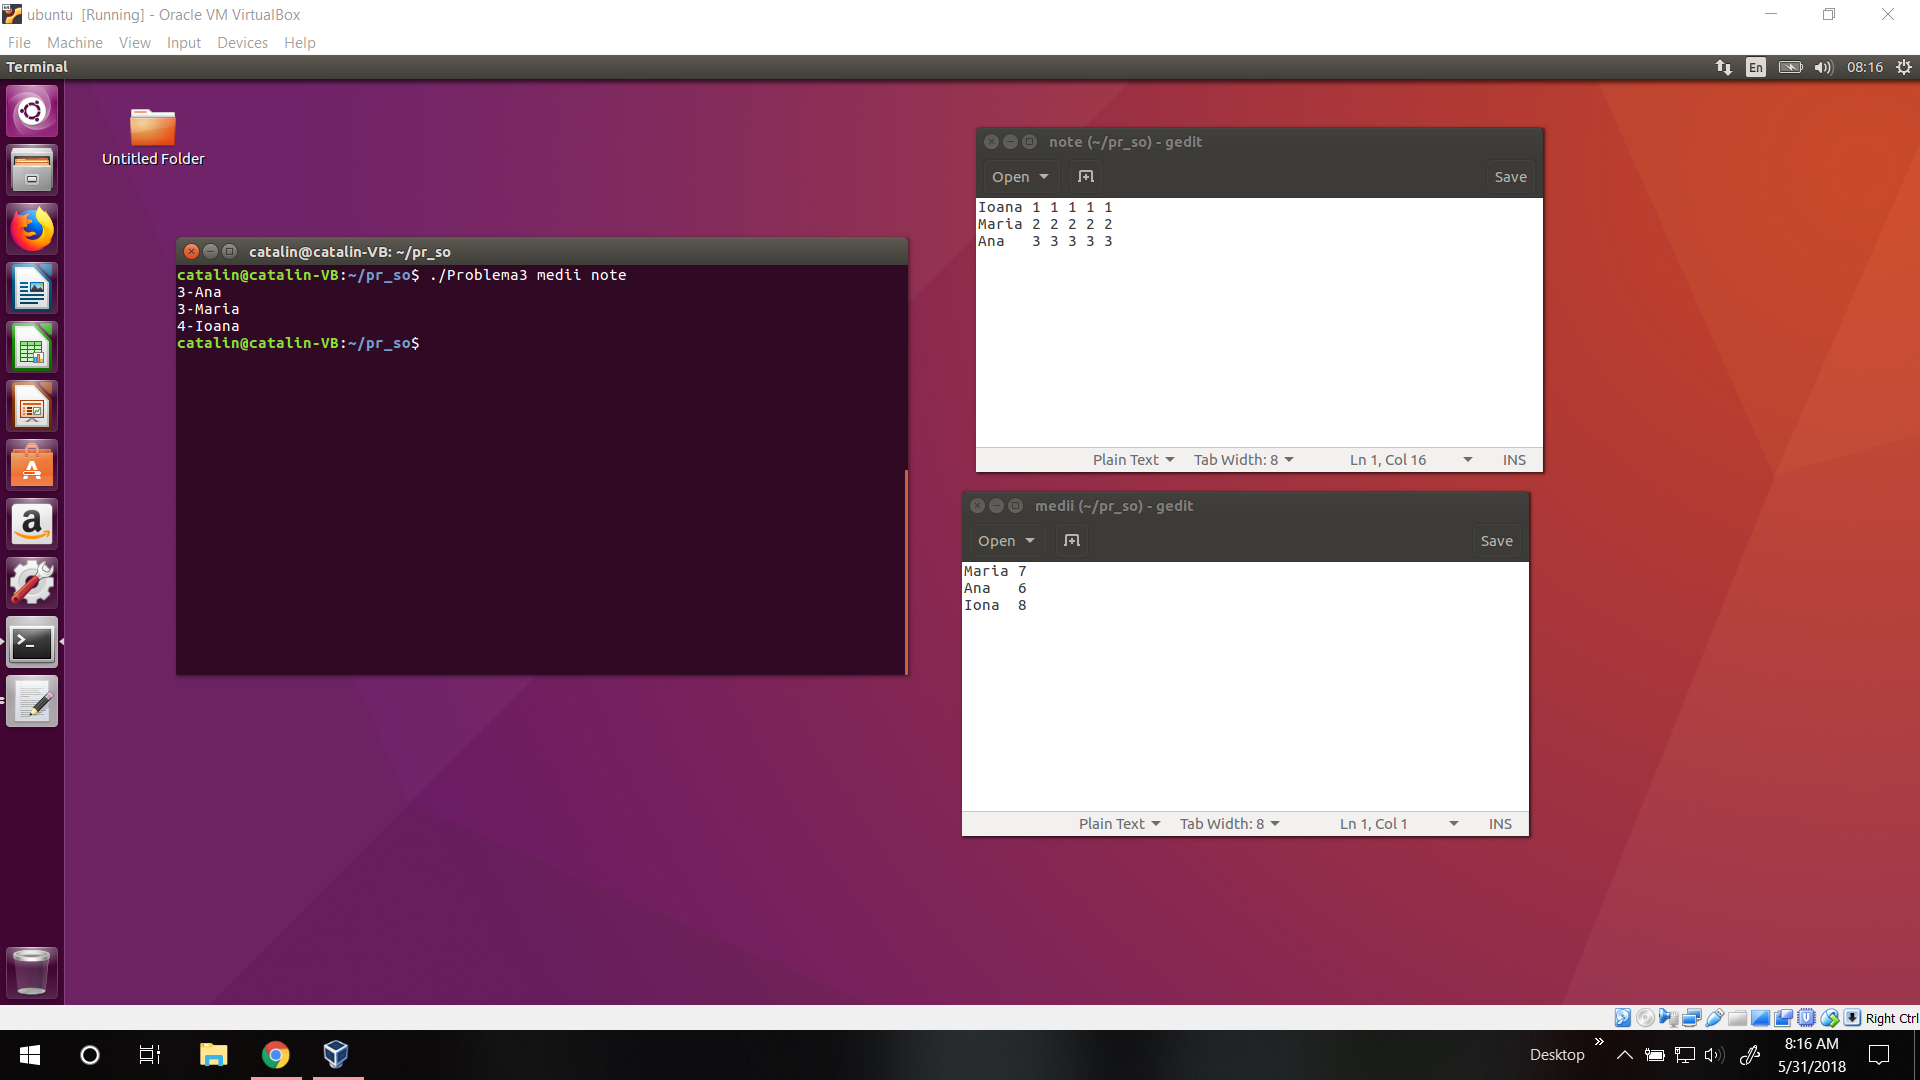 ubuntu [Running] - Oracle VM VirtualBox
File Machine View Input Devices Help
Terminal
En
08:16
Untitled Folder
catalin@catalin-VB: ~/pr_so
catalin@catalin-VB:~/pr_so$ ./Problema3 medii note
3-Ana
3-Maria
4-Ioana
catalin@catalin-VB:~/pr_so$
note (~/pr_so) - gedit
Open
Save
Ioana 1 1 1 1 1
Maria 2 2 2 2 2
Ana   3 3 3 3 3
Plain Text Tab Width: 8 Ln 1, Col 16 INS
medii (~/pr_so) - gedit
Open
Save
Maria 7
Ana   6
Iona  8
Plain Text Tab Width: 8 Ln 1, Col 1 INS
Right Ctrl
Desktop
8:16 AM
5/31/2018